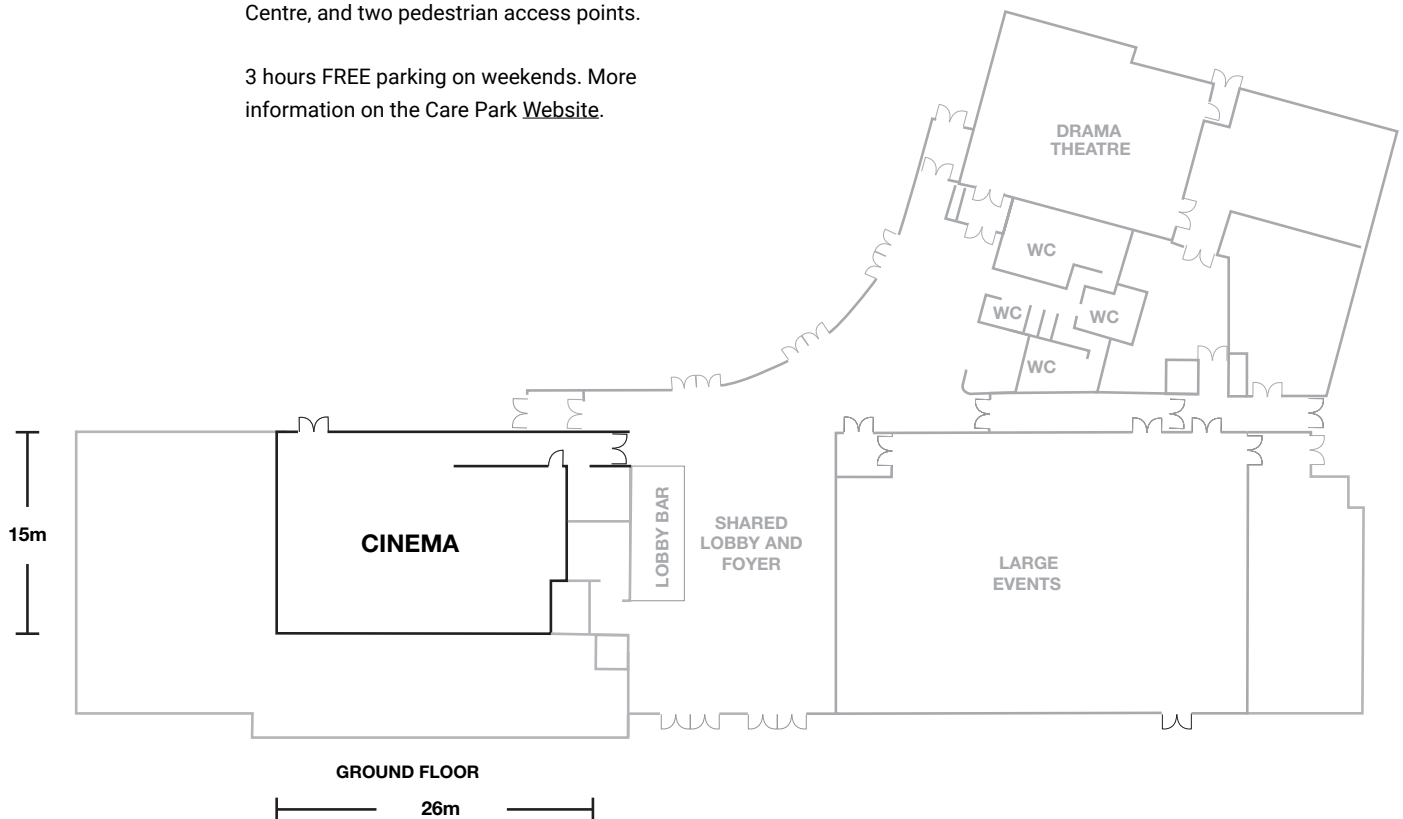 Centre, and two pedestrian access points.
3 hours FREE parking on weekends. More
information on the Care Park Website.
DRAMA
THEATRE
WC
WC
WC
WC
15m
CINEMA
LOBBY BAR
SHARED
LOBBY AND
FOYER
LARGE
EVENTS
GROUND FLOOR
26m